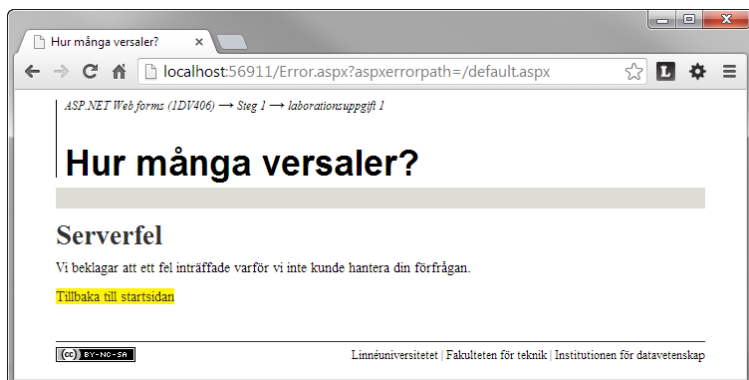 Hur många versaler?
localhost:56911/Error.aspx?aspxerrorpath=/default.aspx
L
ASP.NET Web forms (1DV406) → Steg 1 → laborationsuppgift 1
Hur många versaler?
Serverfel
Vi beklagar att ett fel inträffade varför vi inte kunde hantera din förfrågan.
Tillbaka till startsidan
(cc) BY-NC-SA
Linnéuniversitetet | Fakulteten för teknik | Institutionen för datavetenskap